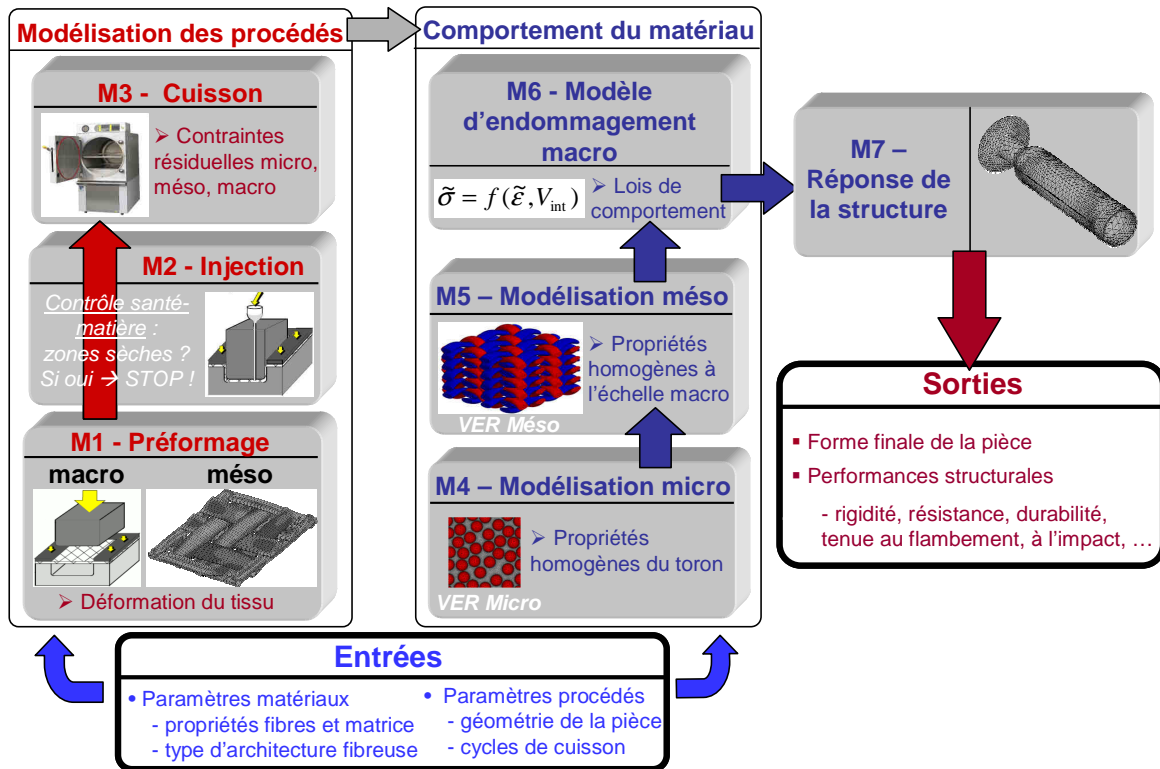 Modélisation des procédés
M3 - Cuisson
➢ Contraintes
résiduelles micro,
méso, macro
M2 - Injection
Contrôle santé-
matière :
zones sèches ?
Si oui → STOP !
M1 - Préformage
macro
méso
➢ Déformation du tissu
Comportement du matériau
M6 - Modèle
d'endommagement
macro
σ̃ = f(ε̃, V_int)
➢ Lois de
comportement
M5 – Modélisation méso
➢ Propriétés
homogènes à
l'échelle macro
VER Méso
M4 – Modélisation micro
➢ Propriétés
homogènes du toron
VER Micro
M7 –
Réponse de
la structure
Sorties
▪ Forme finale de la pièce
▪ Performances structurales
- rigidité, résistance, durabilité,
tenue au flambement, à l'impact, …
Entrées
• Paramètres matériaux
- propriétés fibres et matrice
- type d'architecture fibreuse
• Paramètres procédés
- géométrie de la pièce
- cycles de cuisson